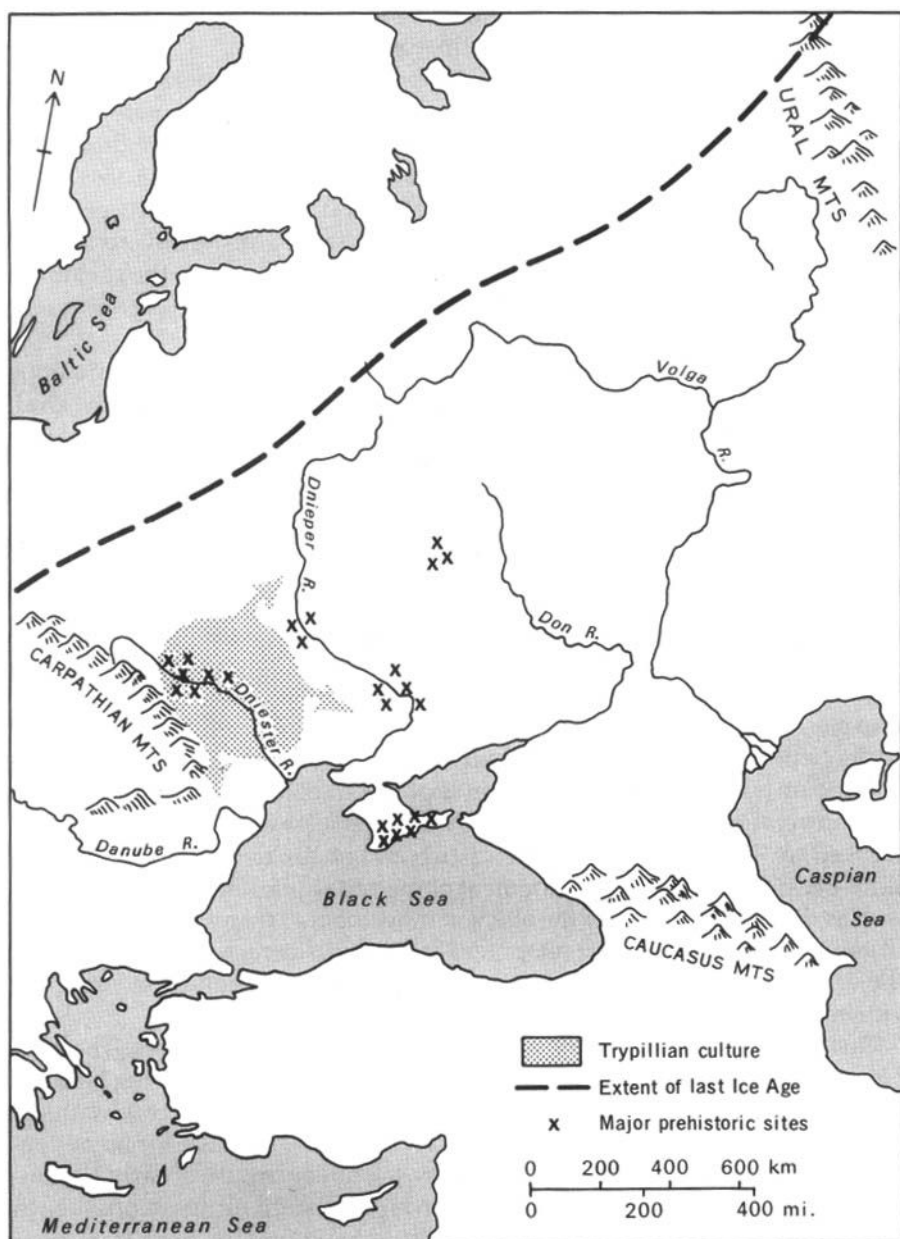 N
URAL MTS
Baltic Sea
Volga
R.
Dnieper R.
Don R.
CARPATHIAN MTS
Dniester R.
Danube R.
Black Sea
Caspian
Sea
CAUCASUS MTS
Trypillian culture
Extent of last Ice Age
x Major prehistoric sites
0 200 400 600 km
0 200 400 mi.
Mediterranean Sea